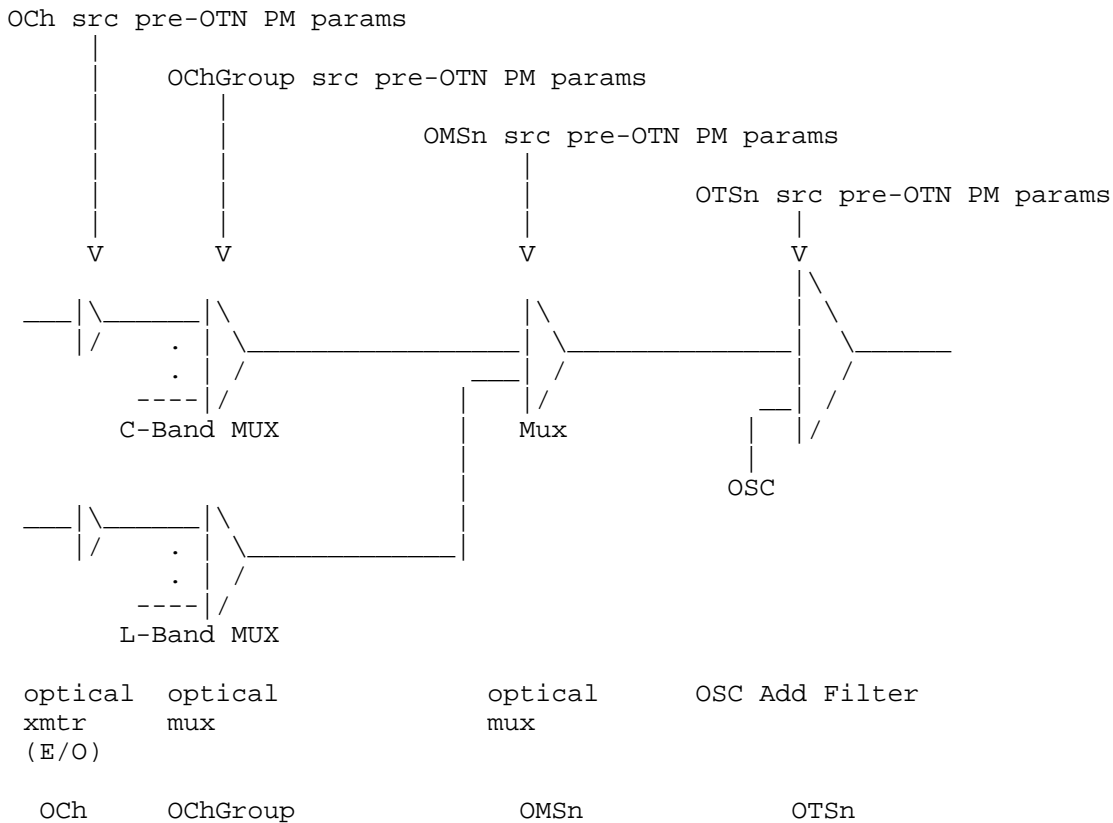 OCh src pre-OTN PM params
OChGroup src pre-OTN PM params
OMSn src pre-OTN PM params
OTSn src pre-OTN PM params
V V V V
C-Band MUX Mux
OSC
L-Band MUX
optical optical optical OSC Add Filter
xmtr mux mux
(E/O)
OCh OChGroup OMSn OTSn